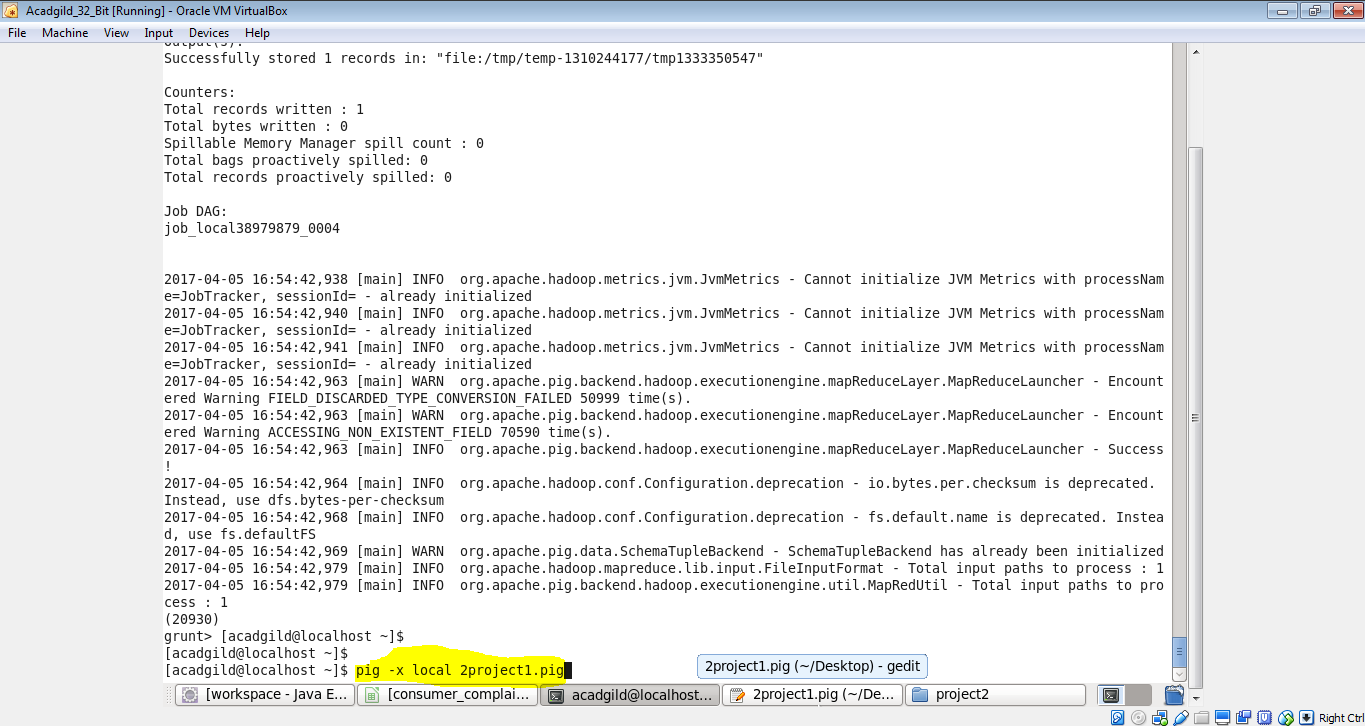 Acadgild_32_Bit [Running] - Oracle VM VirtualBox
File Machine View Input Devices Help
Output(s):
Successfully stored 1 records in: "file:/tmp/temp-1310244177/tmp1333350547"
Counters:
Total records written : 1
Total bytes written : 0
Spillable Memory Manager spill count : 0
Total bags proactively spilled: 0
Total records proactively spilled: 0
Job DAG:
job_local38979879_0004
2017-04-05 16:54:42,938 [main] INFO  org.apache.hadoop.metrics.jvm.JvmMetrics - Cannot initialize JVM Metrics with processNam
e=JobTracker, sessionId= - already initialized
2017-04-05 16:54:42,940 [main] INFO  org.apache.hadoop.metrics.jvm.JvmMetrics - Cannot initialize JVM Metrics with processNam
e=JobTracker, sessionId= - already initialized
2017-04-05 16:54:42,941 [main] INFO  org.apache.hadoop.metrics.jvm.JvmMetrics - Cannot initialize JVM Metrics with processNam
e=JobTracker, sessionId= - already initialized
2017-04-05 16:54:42,963 [main] WARN  org.apache.pig.backend.hadoop.executionengine.mapReduceLayer.MapReduceLauncher - Encount
ered Warning FIELD_DISCARDED_TYPE_CONVERSION_FAILED 50999 time(s).
2017-04-05 16:54:42,963 [main] WARN  org.apache.pig.backend.hadoop.executionengine.mapReduceLayer.MapReduceLauncher - Encount
ered Warning ACCESSING_NON_EXISTENT_FIELD 70590 time(s).
2017-04-05 16:54:42,963 [main] INFO  org.apache.pig.backend.hadoop.executionengine.mapReduceLayer.MapReduceLauncher - Success
!
2017-04-05 16:54:42,964 [main] INFO  org.apache.hadoop.conf.Configuration.deprecation - io.bytes.per.checksum is deprecated.
Instead, use dfs.bytes-per-checksum
2017-04-05 16:54:42,968 [main] INFO  org.apache.hadoop.conf.Configuration.deprecation - fs.default.name is deprecated. Instea
d, use fs.defaultFS
2017-04-05 16:54:42,969 [main] WARN  org.apache.pig.data.SchemaTupleBackend - SchemaTupleBackend has already been initialized
2017-04-05 16:54:42,979 [main] INFO  org.apache.hadoop.mapreduce.lib.input.FileInputFormat - Total input paths to process : 1
2017-04-05 16:54:42,979 [main] INFO  org.apache.pig.backend.hadoop.executionengine.util.MapRedUtil - Total input paths to pro
cess : 1
(20930)
grunt> [acadgild@localhost ~]$
[acadgild@localhost ~]$
[acadgild@localhost ~]$ pig -x local 2project1.pig
2project1.pig (~/Desktop) - gedit
[workspace - Java E... [consumer_complai... acadgild@localhost... 2project1.pig (~/De... project2
Right Ctrl